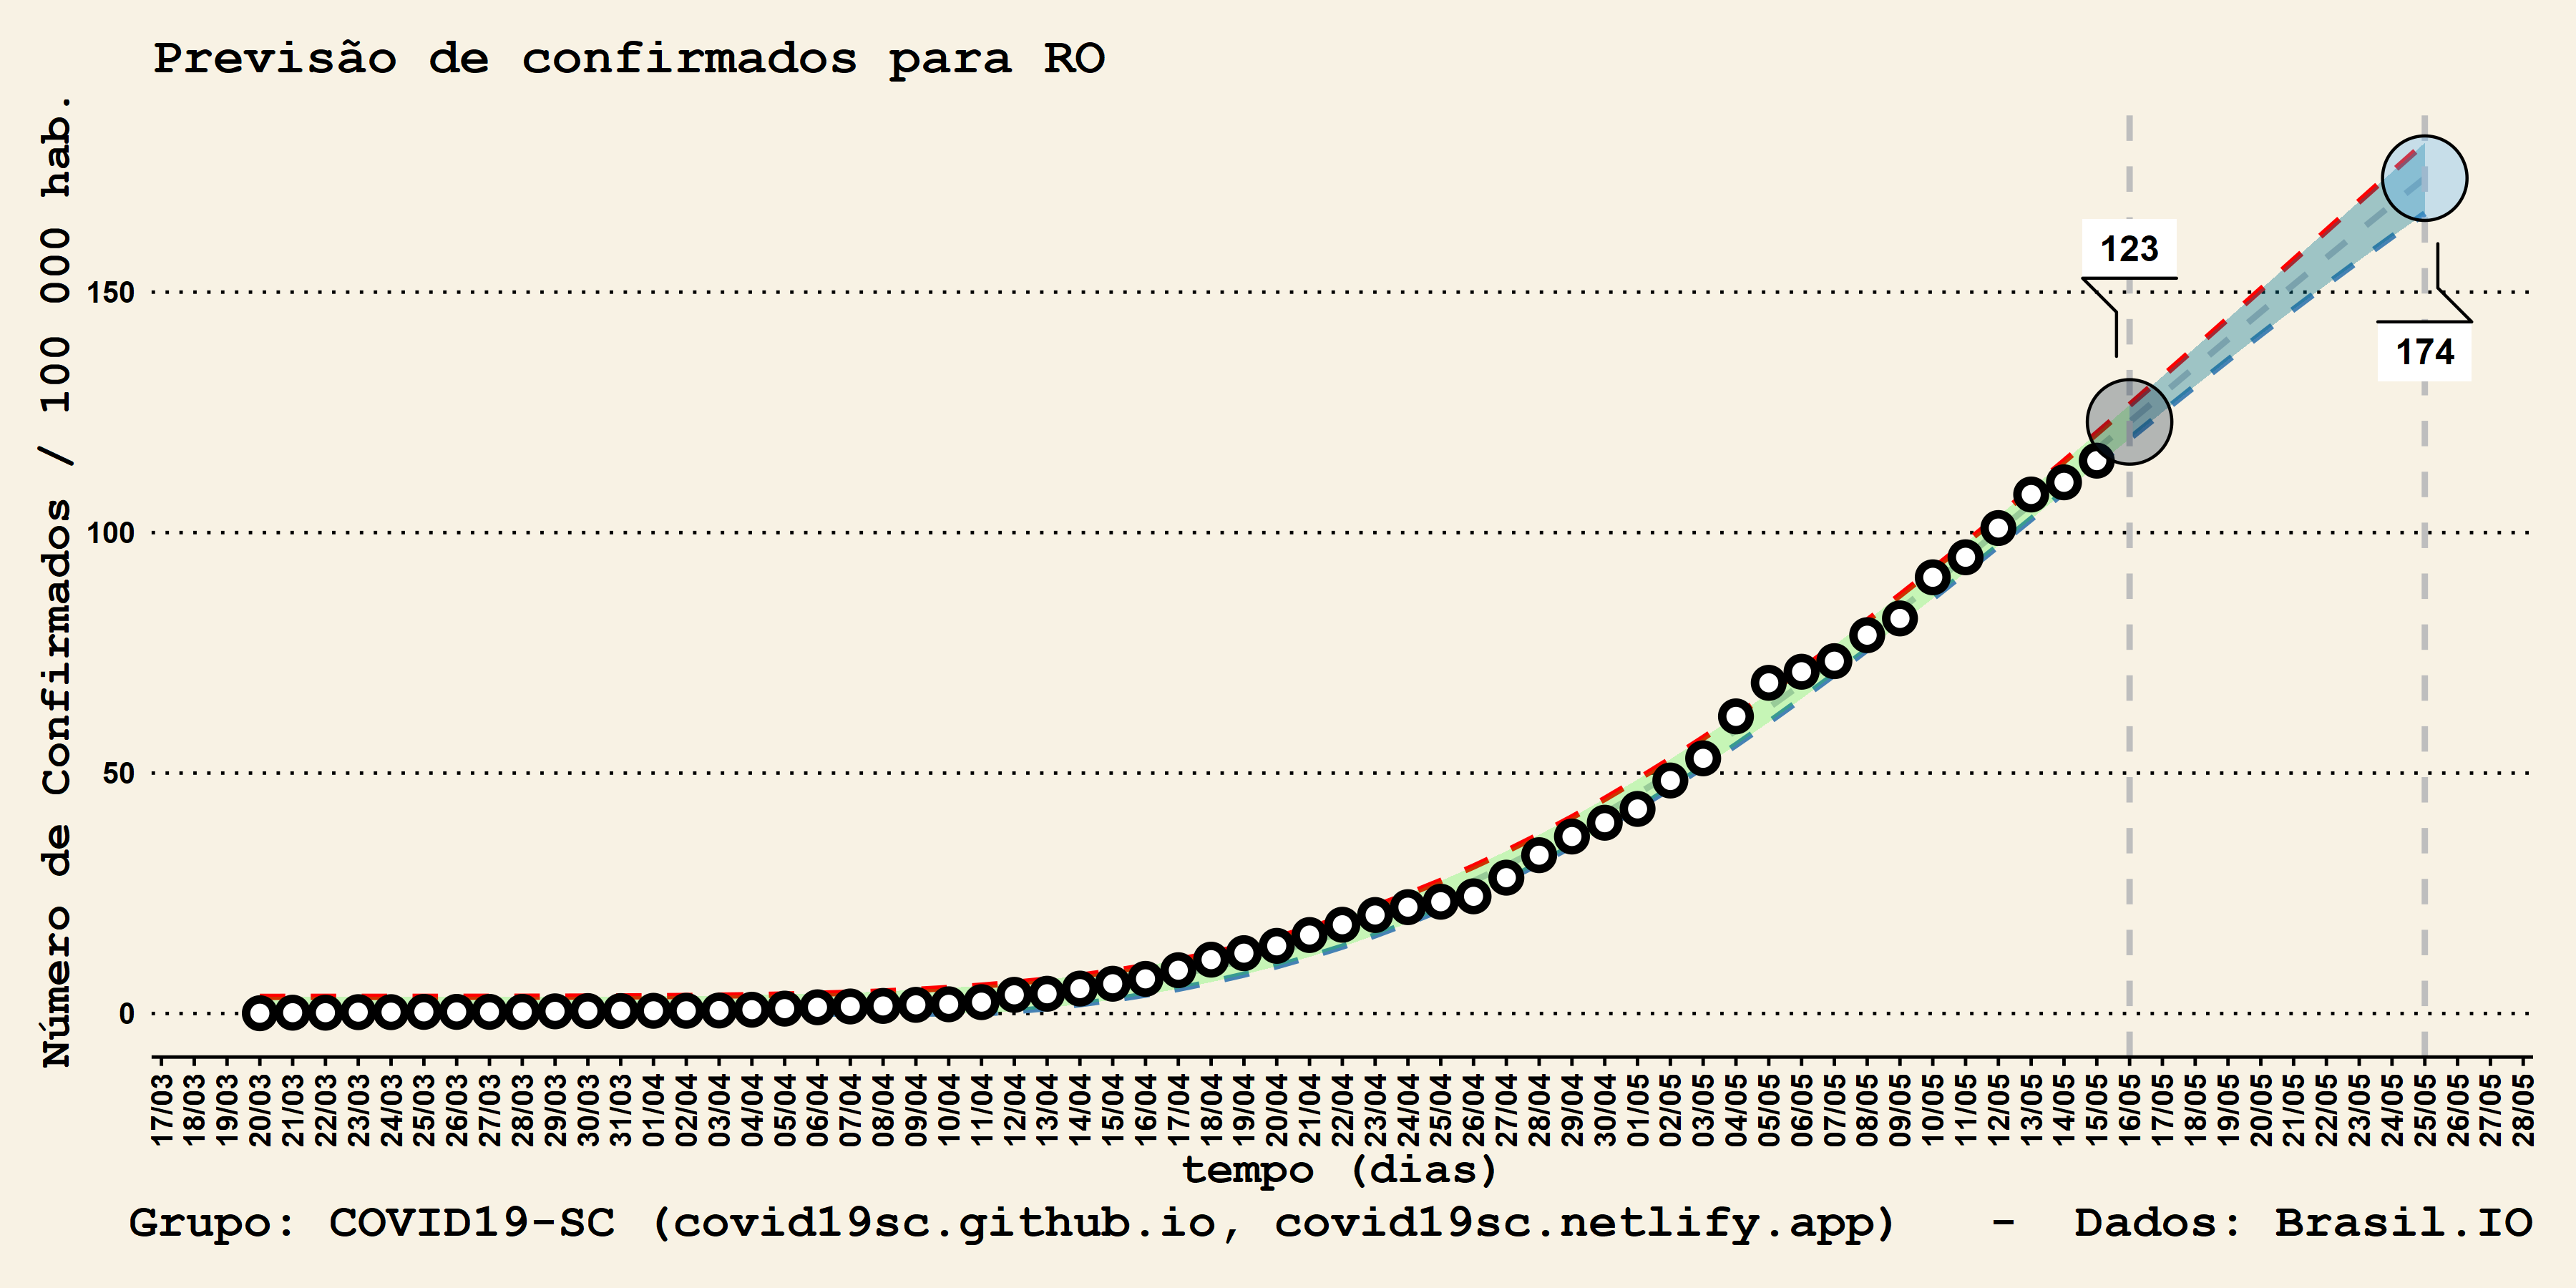 Previsão de confirmados para RO
Número de Confirmados / 100 000 hab.
150
100
50
0
123
174
17/03 18/03 19/03 20/03 21/03 22/03 23/03 24/03 25/03 26/03 27/03 28/03 29/03 30/03 31/03 01/04 02/04 03/04 04/04 05/04 06/04 07/04 08/04 09/04 10/04 11/04 12/04 13/04 14/04 15/04 16/04 17/04 18/04 19/04 20/04 21/04 22/04 23/04 24/04 25/04 26/04 27/04 28/04 29/04 30/04 01/05 02/05 03/05 04/05 05/05 06/05 07/05 08/05 09/05 10/05 11/05 12/05 13/05 14/05 15/05 16/05 17/05 18/05 19/05 20/05 21/05 22/05 23/05 24/05 25/05 26/05 27/05 28/05
tempo (dias)
Grupo: COVID19-SC (covid19sc.github.io, covid19sc.netlify.app) - Dados: Brasil.IO